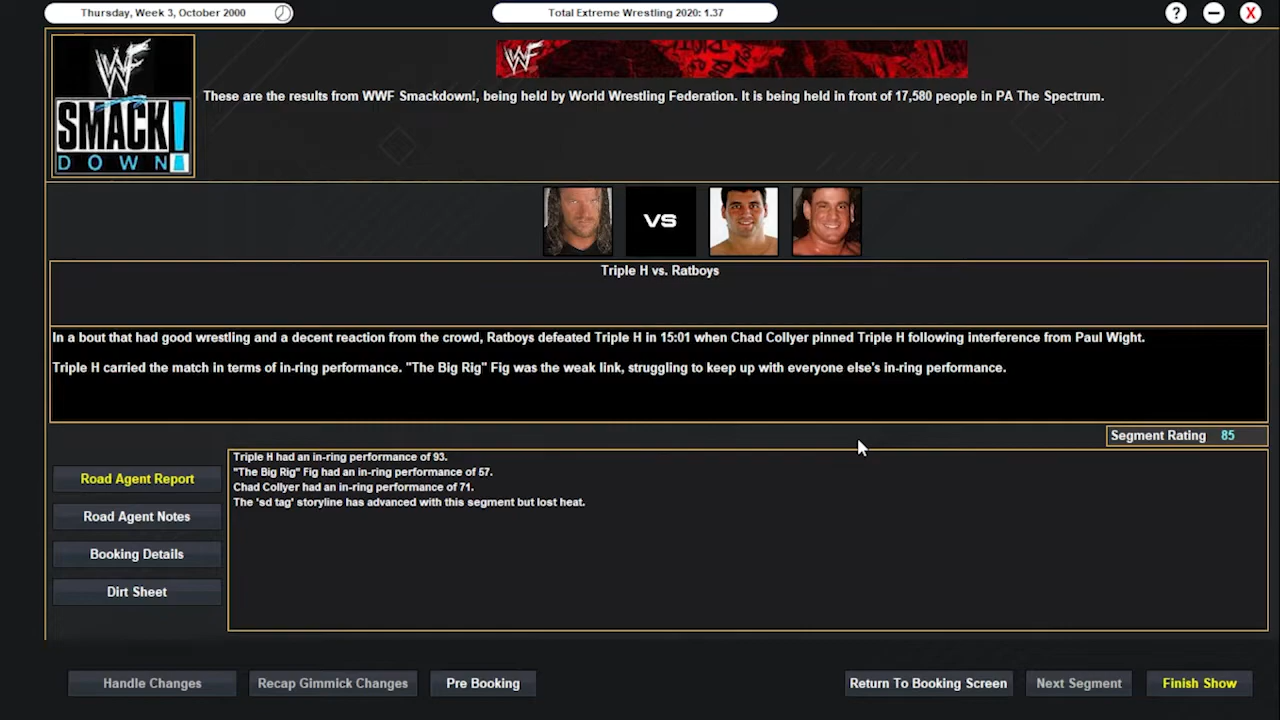 Thursday, Week 3, October 2000
Total Extreme Wrestling 2020: 1.37
?
X
WF
SMACK
DOWN!
WF
These are the results from WWF Smackdown!, being held by World Wrestling Federation. It is being held in front of 17,580 people in PA The Spectrum.
VS
Triple H vs. Ratboys
In a bout that had good wrestling and a decent reaction from the crowd, Ratboys defeated Triple H in 15:01 when Chad Collyer pinned Triple H following interference from Paul Wight.
Triple H carried the match in terms of in-ring performance. "The Big Rig" Fig was the weak link, struggling to keep up with everyone else's in-ring performance.
Segment Rating 85
Road Agent Report
Road Agent Notes
Booking Details
Dirt Sheet
Triple H had an in-ring performance of 93.
"The Big Rig" Fig had an in-ring performance of 57.
Chad Collyer had an in-ring performance of 71.
The 'sd tag' storyline has advanced with this segment but lost heat.
Handle Changes
Recap Gimmick Changes
Pre Booking
Return To Booking Screen
Next Segment
Finish Show